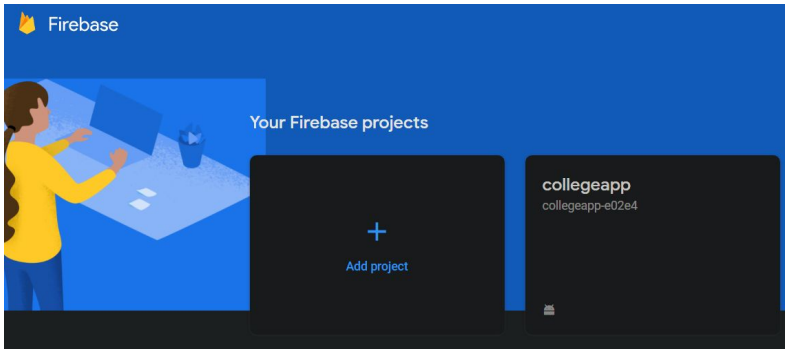 Firebase
Your Firebase projects
Add project
collegeapp
collegeapp-e02e4